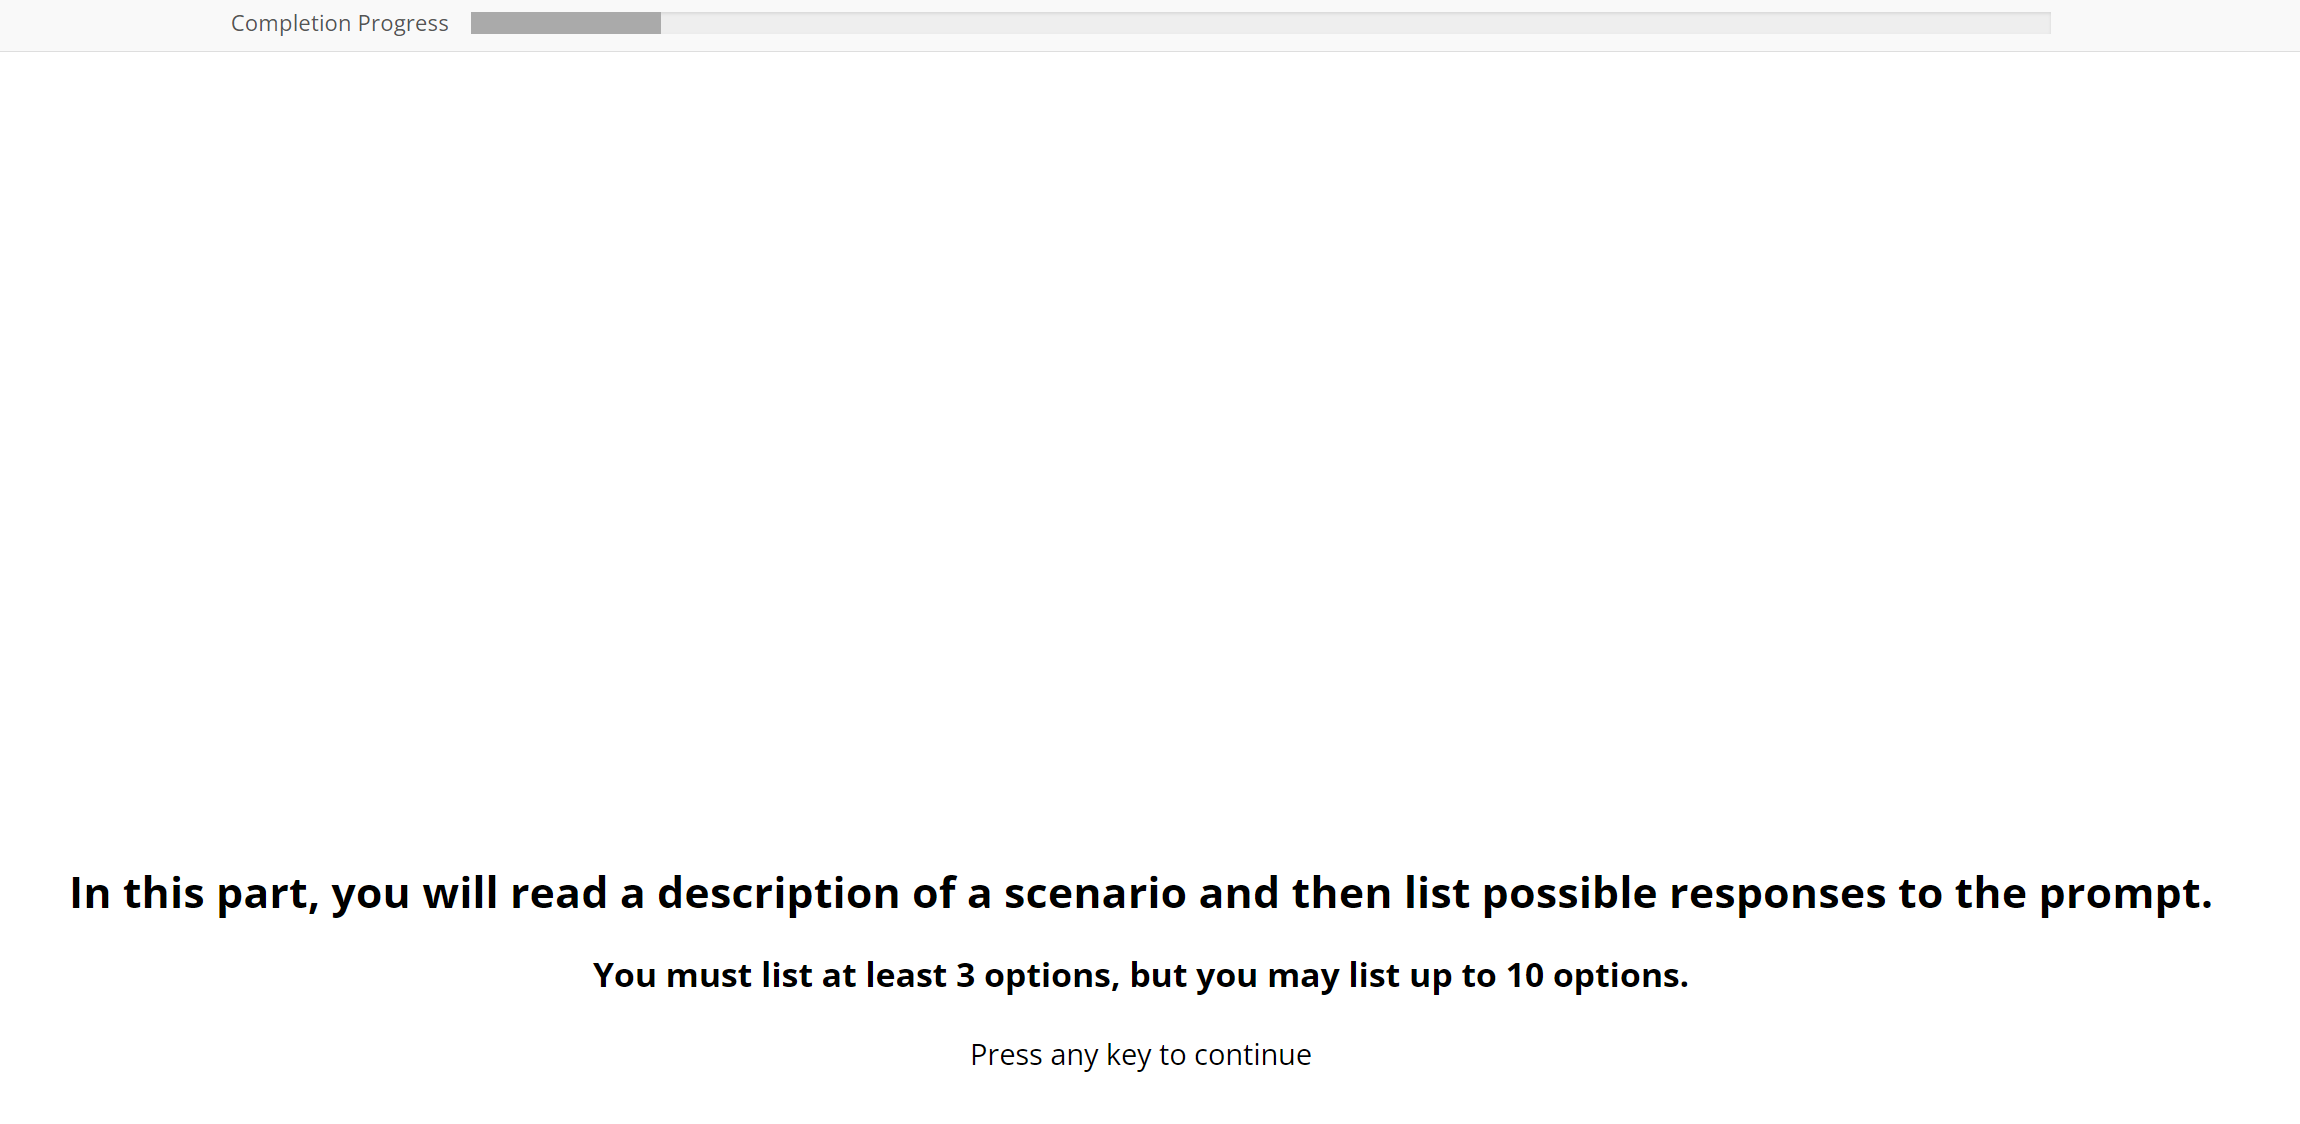 Completion Progress
In this part, you will read a description of a scenario and then list possible responses to the prompt.
You must list at least 3 options, but you may list up to 10 options.
Press any key to continue